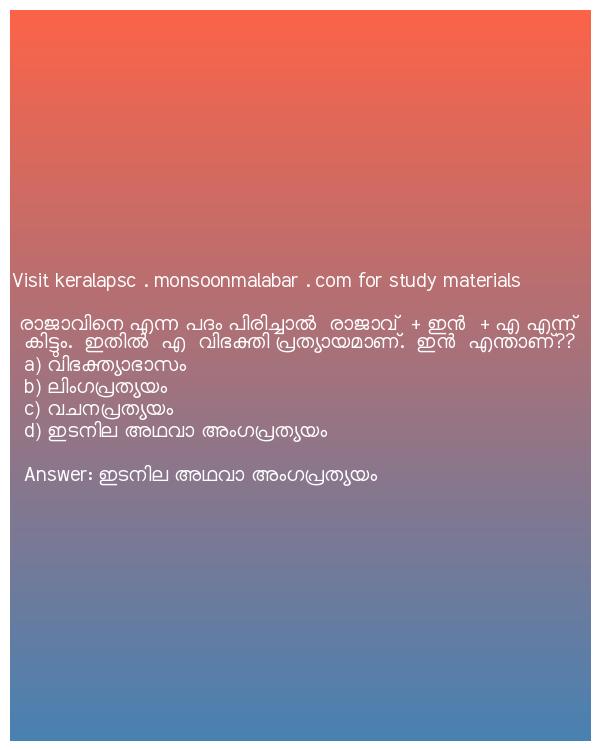 Visit keralapsc . monsoonmalabar . com for study materials
രാജാവിനെ എന്ന പദം പിരിച്ചാൽ രാജാവ് + ഇൻ + എ എന്ന്
കിട്ടും. ഇതിൽ എ വിഭക്തി പ്രത്യായമാണ്. ഇൻ എന്താണ്??
a) വിഭക്ത്യാഭാസം
b) ലിംഗപ്രത്യയം
c) വചനപ്രത്യയം
d) ഇടനില അഥവാ അംഗപ്രത്യയം
Answer: ഇടനില അഥവാ അംഗപ്രത്യയം